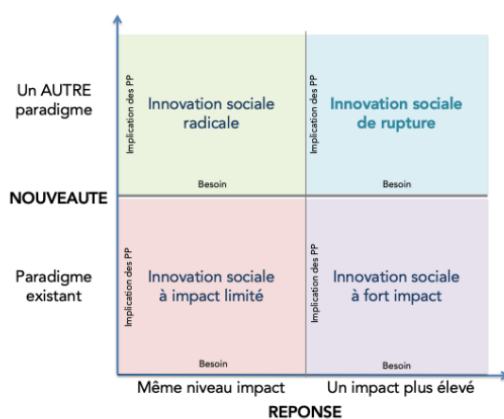 Un AUTRE
paradigme
Implication des PP
Innovation sociale
radicale
Besoin
Implication des PP
Innovation sociale
de rupture
Besoin
NOUVEAUTE
Paradigme
existant
Implication des PP
Innovation sociale
à impact limité
Besoin
Implication des PP
Innovation sociale
à fort impact
Besoin
Même niveau impact
Un impact plus élevé
REPONSE